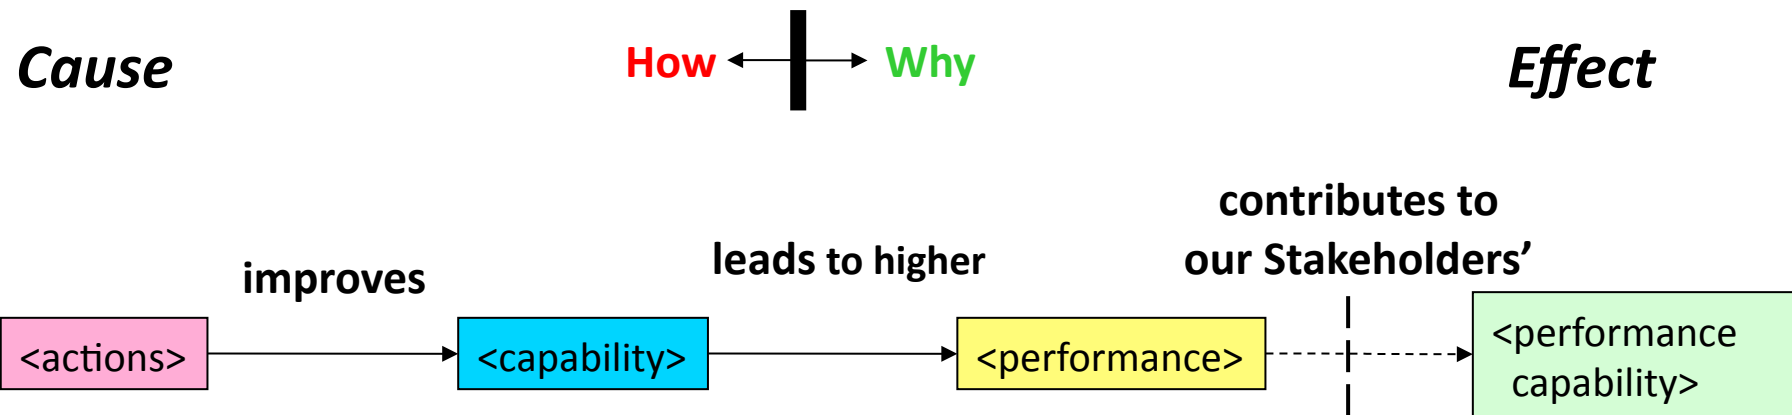 Cause
How
Why
Effect
contributes to
our Stakeholders’
leads to higher
improves
<actions>
<capability>
<performance>
<performance
capability>